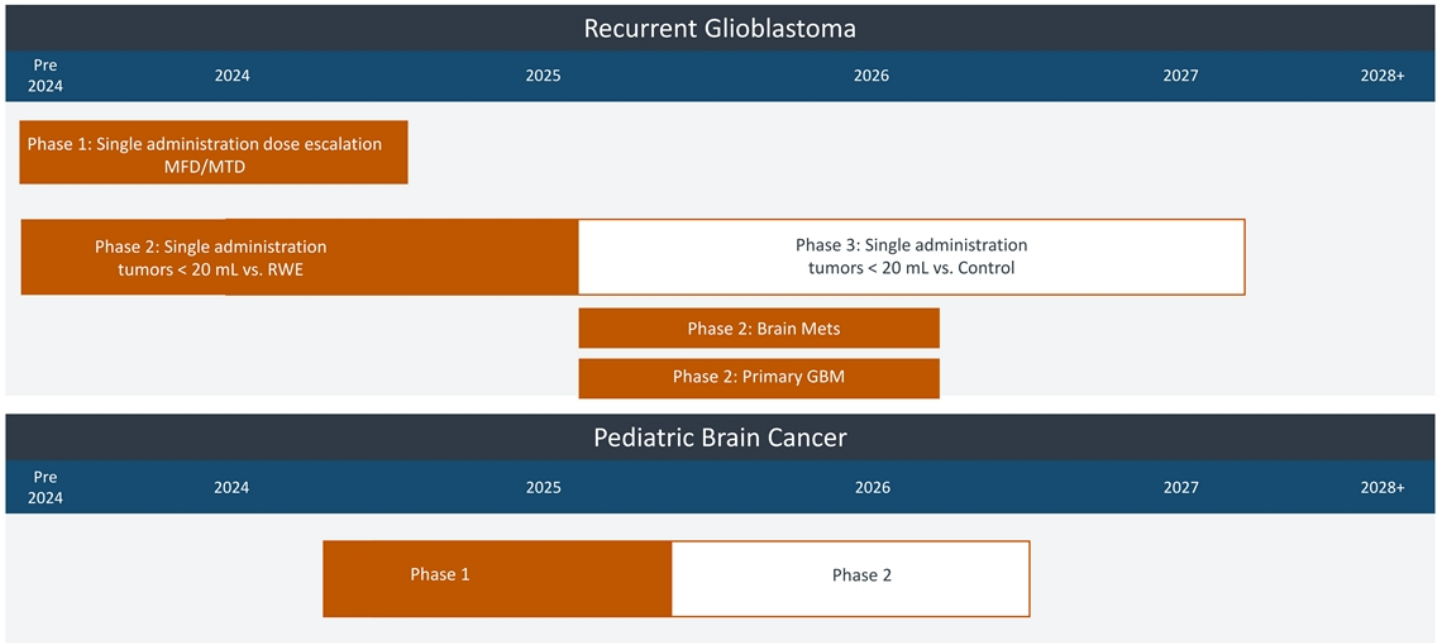 Recurrent Glioblastoma
Pre
2024
2024
2025
2026
2027
2028+
Phase 1: Single administration dose escalation
MFD/MTD
Phase 2: Single administration
tumors < 20 mL vs. RWE
Phase 3: Single administration
tumors < 20 mL vs. Control
Phase 2: Brain Mets
Phase 2: Primary GBM
Pediatric Brain Cancer
Pre
2024
2024
2025
2026
2027
2028+
Phase 1
Phase 2